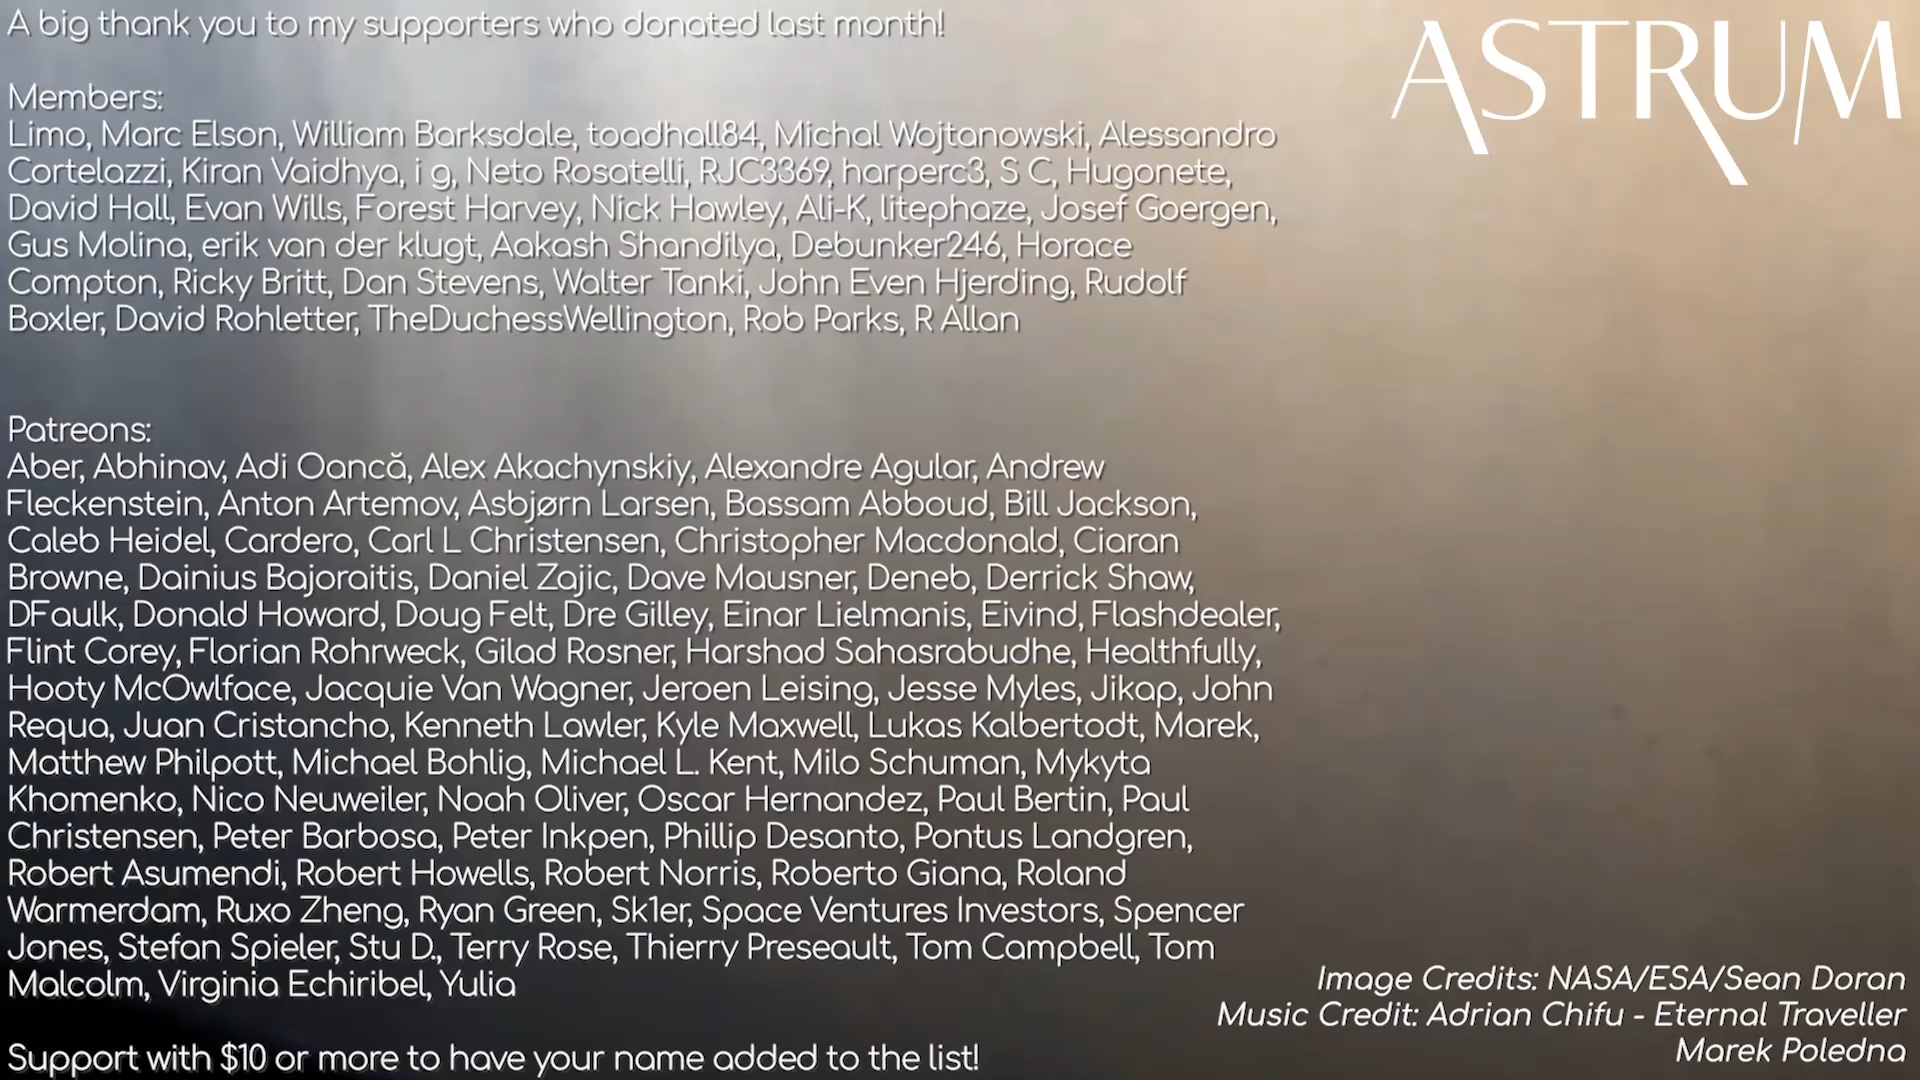 A big thank you to my supporters who donated last month!
ASTRUM
Members:
Limo, Marc Elson, William Barksdale, toadhall84, Michal Wojtanowski, Alessandro
Cortelazzi, Kiran Vaidhya, i g, Neto Rosatelli, RJC3369, harperc3, S C, Hugonete,
David Hall, Evan Wills, Forest Harvey, Nick Hawley, Ali-K, litephaze, Josef Goergen,
Gus Molina, erik van der klugt, Aakash Shandilya, Debunker246, Horace
Compton, Ricky Britt, Dan Stevens, Walter Tanki, John Even Hjerding, Rudolf
Boxler, David Rohletter, TheDuchessWellington, Rob Parks, R Allan
Patreons:
Aber, Abhinav, Adi Oancă, Alex Akachynskiy, Alexandre Agular, Andrew
Fleckenstein, Anton Artemov, Asbjørn Larsen, Bassam Abboud, Bill Jackson,
Caleb Heidel, Cardero, Carl L Christensen, Christopher Macdonald, Ciaran
Browne, Dainius Bajoraitis, Daniel Zajic, Dave Mausner, Deneb, Derrick Shaw,
DFaulk, Donald Howard, Doug Felt, Dre Gilley, Einar Lielmanis, Eivind, Flashdealer,
Flint Corey, Florian Rohrweck, Gilad Rosner, Harshad Sahasrabudhe, Healthfully,
Hooty McOwlface, Jacquie Van Wagner, Jeroen Leising, Jesse Myles, Jikap, John
Requa, Juan Cristancho, Kenneth Lawler, Kyle Maxwell, Lukas Kalbertodt, Marek,
Matthew Philpott, Michael Bohlig, Michael L. Kent, Milo Schuman, Mykyta
Khomenko, Nico Neuweiler, Noah Oliver, Oscar Hernandez, Paul Bertin, Paul
Christensen, Peter Barbosa, Peter Inkpen, Phillip Desanto, Pontus Landgren,
Robert Asumendi, Robert Howells, Robert Norris, Roberto Giana, Roland
Warmerdam, Ruxo Zheng, Ryan Green, Sk1er, Space Ventures Investors, Spencer
Jones, Stefan Spieler, Stu D., Terry Rose, Thierry Preseault, Tom Campbell, Tom
Malcolm, Virginia Echiribel, Yulia
Support with $10 or more to have your name added to the list!
Image Credits: NASA/ESA/Sean Doran
Music Credit: Adrian Chifu - Eternal Traveller
Marek Poledna